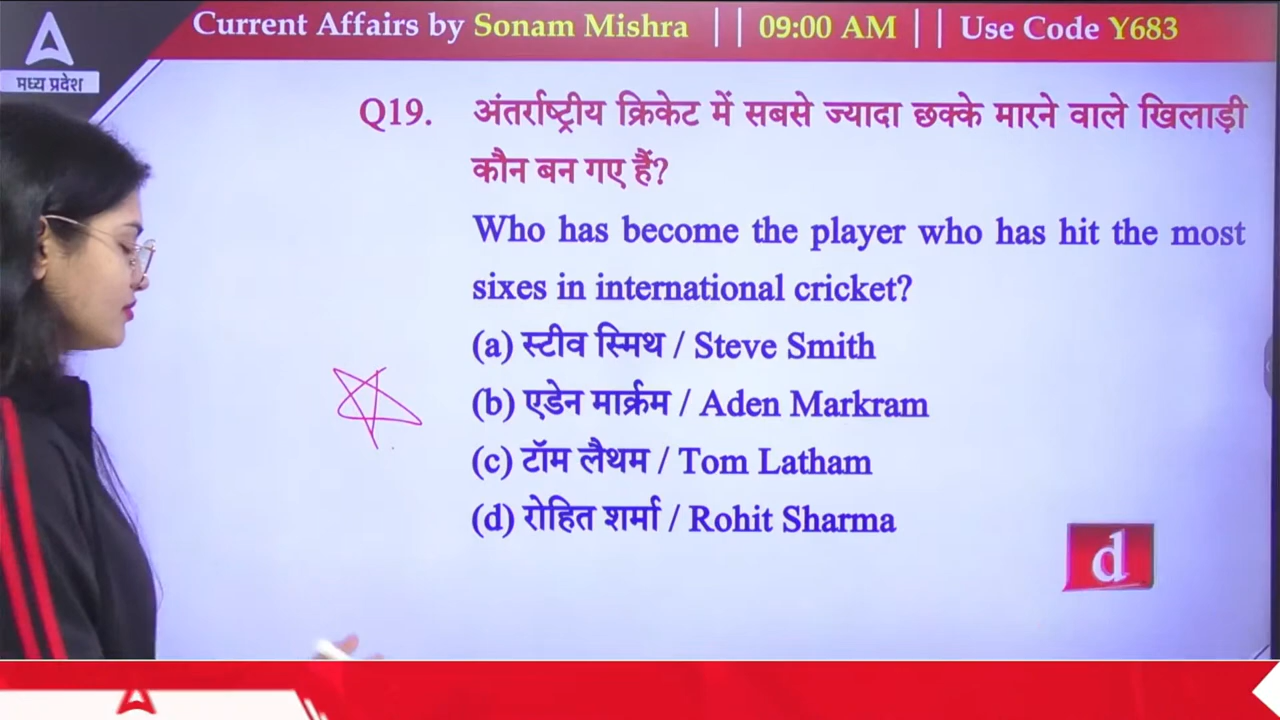 Current Affairs by Sonam Mishra || 09:00 AM || Use Code Y683
मध्य प्रदेश
Q19. अंतर्राष्ट्रीय क्रिकेट में सबसे ज्यादा छक्के मारने वाले खिलाड़ी
कौन बन गए हैं?
Who has become the player who has hit the most
sixes in international cricket?
(a) स्टीव स्मिथ / Steve Smith
(b) एडेन मार्क्रम / Aden Markram
(c) टॉम लैथम / Tom Latham
(d) रोहित शर्मा / Rohit Sharma
d